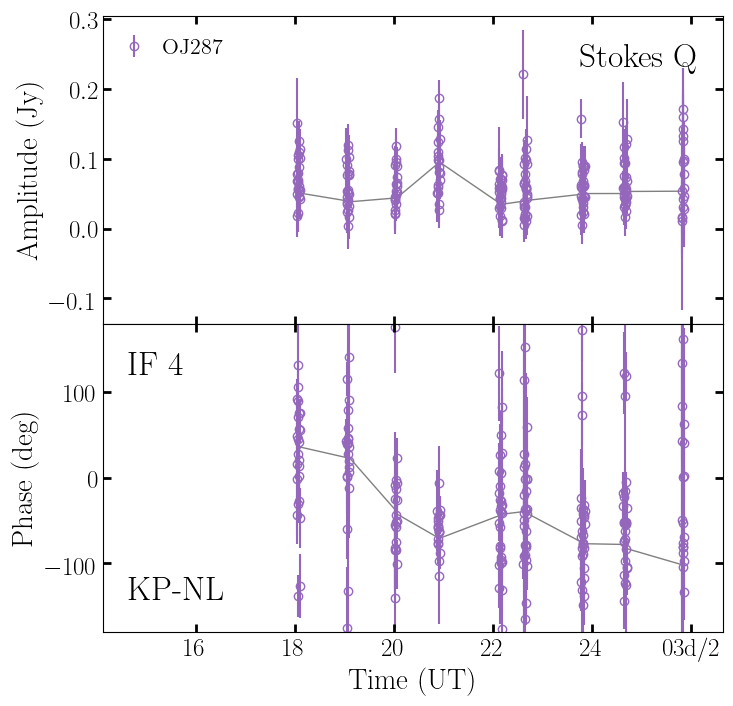 0.3
OJ287
Stokes Q
0.2
0.1
0.0
−0.1
Amplitude (Jy)
IF 4
100
0
−100
Phase (deg)
KP-NL
16 18 20 22 24 03d/2
Time (UT)